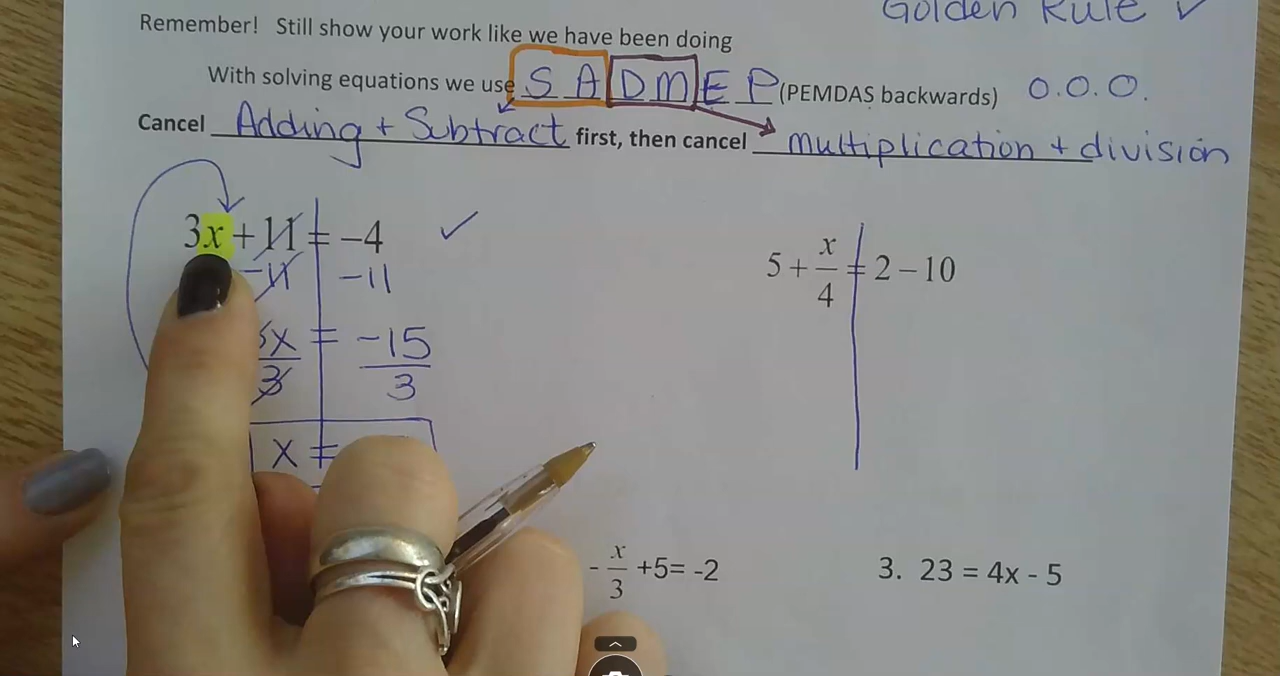 Golden Rule ✓
Remember! Still show your work like we have been doing
With solving equations we use S A D M E P (PEMDAS backwards) O.O.O.
Cancel Adding + Subtract first, then cancel multiplication + division
3x + 11 = -4 ✓
-11 -11
3x = -15
3 3
x =
5 + x/4 = 2 - 10
- x/3 +5= -2
3. 23 = 4x - 5